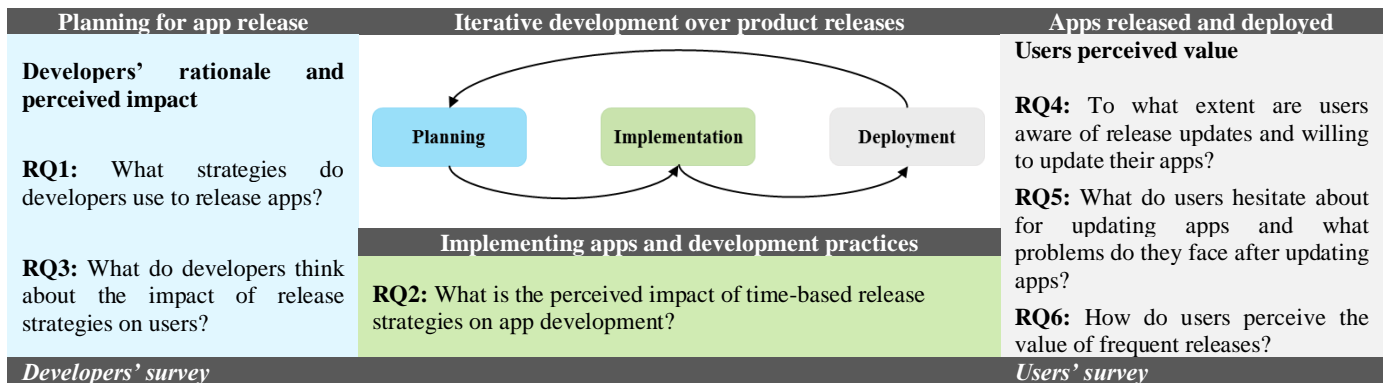 Planning for app release
Developers' rationale and
perceived impact
RQ1: What strategies do
developers use to release apps?
RQ3: What do developers think
about the impact of release
strategies on users?
Developers' survey
Iterative development over product releases
Planning
Implementation
Deployment
Implementing apps and development practices
RQ2: What is the perceived impact of time-based release
strategies on app development?
Apps released and deployed
Users perceived value
RQ4: To what extent are users
aware of release updates and willing
to update their apps?
RQ5: What do users hesitate about
for updating apps and what
problems do they face after updating
apps?
RQ6: How do users perceive the
value of frequent releases?
Users' survey